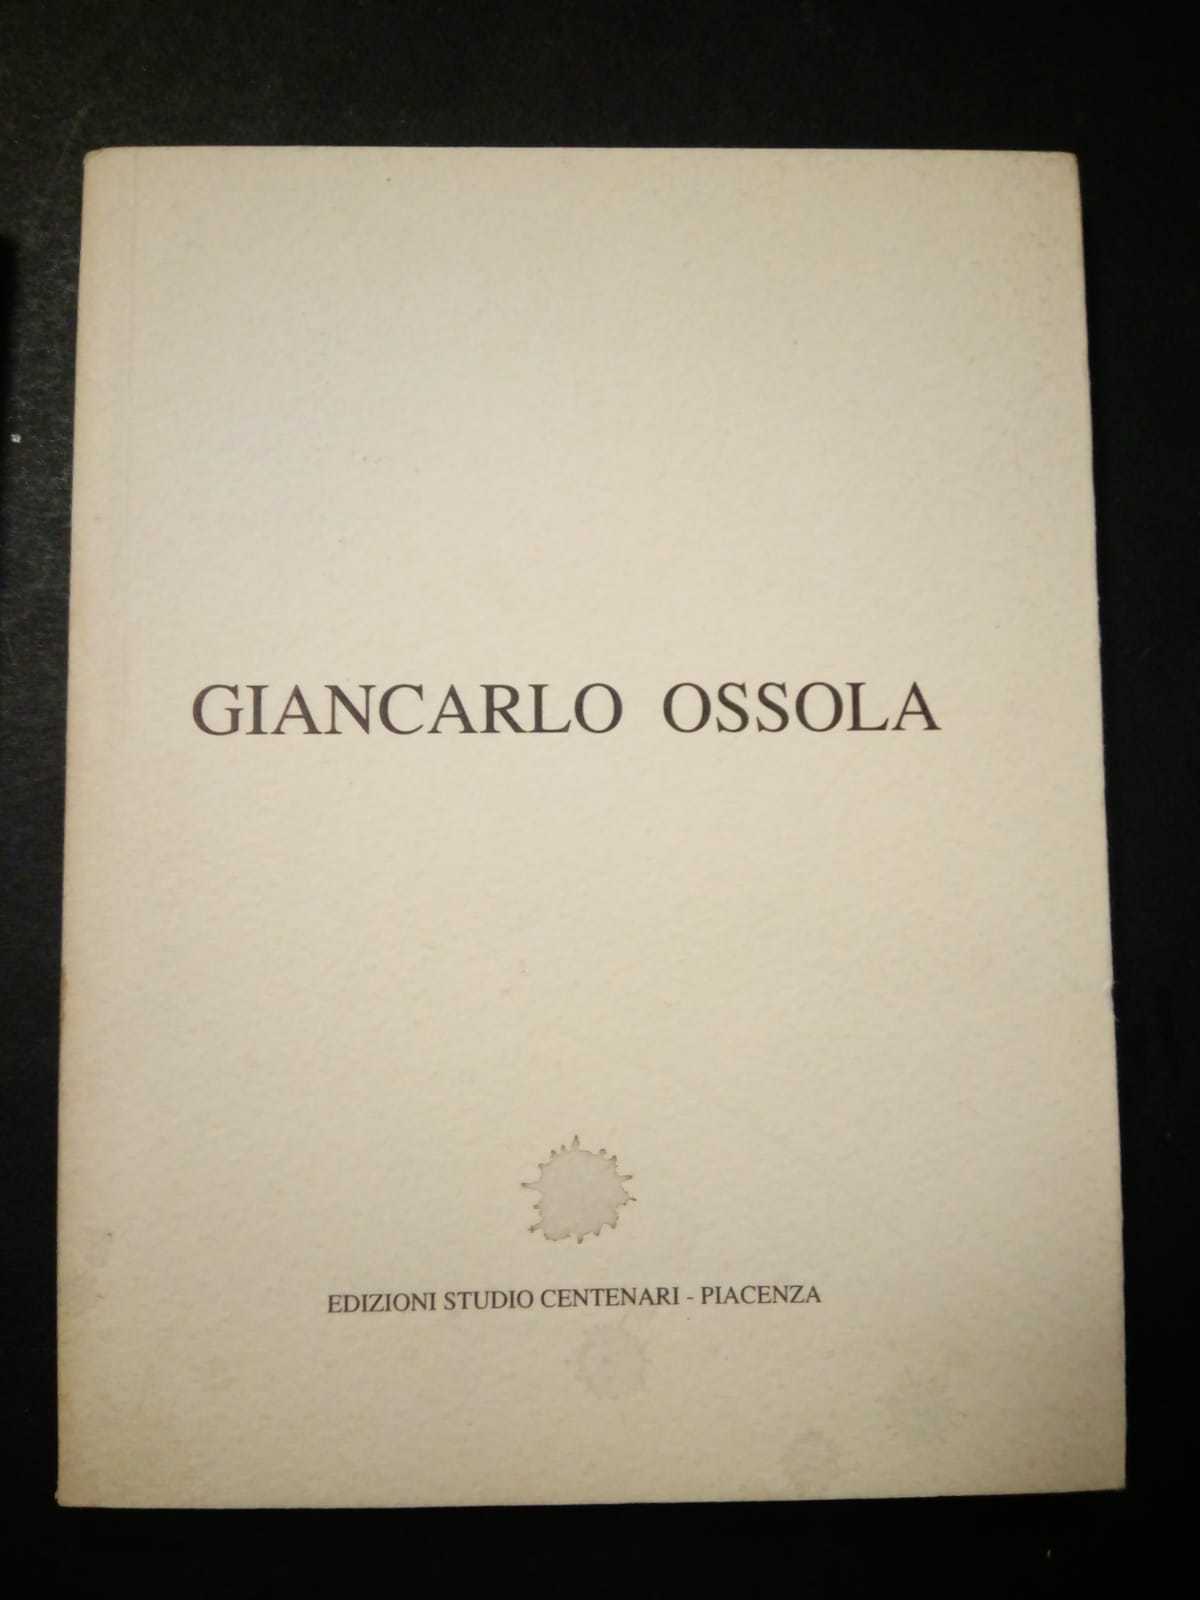 GIANCARLO OSSOLA
EDIZIONI STUDIO CENTENARI - PIACENZA